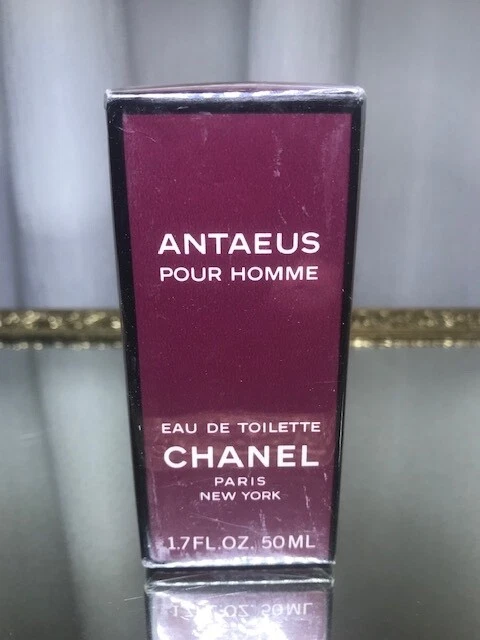 ANTAEUS
POUR HOMME
EAU DE TOILETTE
CHANEL
PARIS
NEW YORK
1.7FL.OZ. 50ML